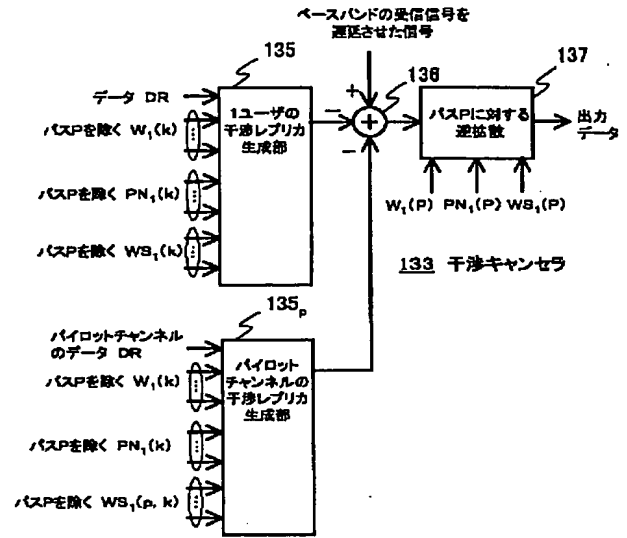 ベースバンドの受信信号を
遅延させた信号
135
136
137
データ DR
パスPを除く W₁(k)
パスPを除く PN₁(k)
パスPを除く WS₁(k)
1ユーザの
干渉レプリカ
生成部
−
+
+
−
パスPに対する
逆拡散
出力
データ
W₁(P) PN₁(P) WS₁(P)
133 干渉キャンセラ
135ₚ
パイロットチャンネル
のデータ DR
パスPを除く W₁(k)
パスPを除く PN₁(k)
パスPを除く WS₁(p, k)
パイロット
チャンネルの
干渉レプリカ
生成部